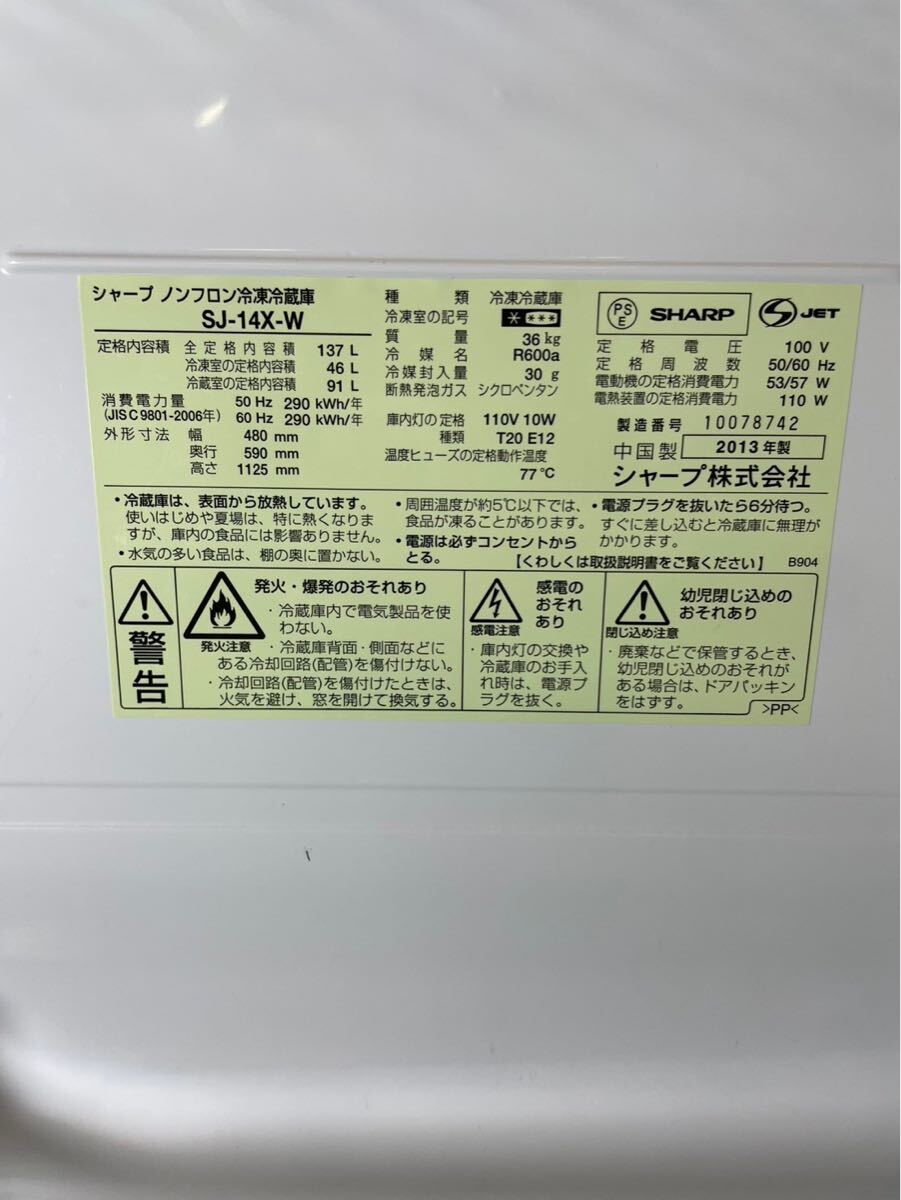 シャープ ノンフロン冷凍冷蔵庫
SJ-14X-W
定格内容積 全定格内容積 137 L
冷凍室の定格内容積 46 L
冷蔵室の定格内容積 91 L
消費電力量 50 Hz 290 kWh/年
(JIS C 9801-2006年) 60 Hz 290 kWh/年
外形寸法 幅 480 mm
奥行 590 mm
高さ 1125 mm
種類 冷凍冷蔵庫
冷凍室の記号 * ***
質量 36 kg
冷媒名 R600a
冷媒封入量 30 g
断熱発泡ガス シクロペンタン
庫内灯の定格 110V 10W
種類 T20 E12
温度ヒューズの定格動作温度
77℃
PS
E
SHARP
S JET
定格電圧 100 V
定格周波数 50/60 Hz
電動機の定格消費電力 53/57 W
電熱装置の定格消費電力 110 W
製造番号 10078742
中国製 2013年製
シャープ株式会社
・冷蔵庫は、表面から放熱しています。
使いはじめや夏場は、特に熱くなりま
すが、庫内の食品には影響ありません。
・水気の多い食品は、棚の奥に置かない。
・周囲温度が約5℃以下では、
食品が凍ることがあります。
・電源は必ずコンセントから
とる。
・電源プラグを抜いたら6分待つ。
すぐに差し込むと冷蔵庫に無理が
かかります。
【くわしくは取扱説明書をご覧ください】 B904
警告
発火注意
発火・爆発のおそれあり
・冷蔵庫内で電気製品を使
わない。
・冷蔵庫背面・側面などに
ある冷却回路(配管)を傷付けない。
・冷却回路(配管)を傷付けたときは、
火気を避け、窓を開けて換気する。
感電注意
感電の
おそれ
あり
・庫内灯の交換や
冷蔵庫のお手入
れ時は、電源プ
ラグを抜く。
閉じ込め注意
幼児閉じ込めの
おそれあり
・廃棄などで保管するとき、
幼児閉じ込めのおそれが
ある場合は、ドアパッキン
をはずす。
>PP<